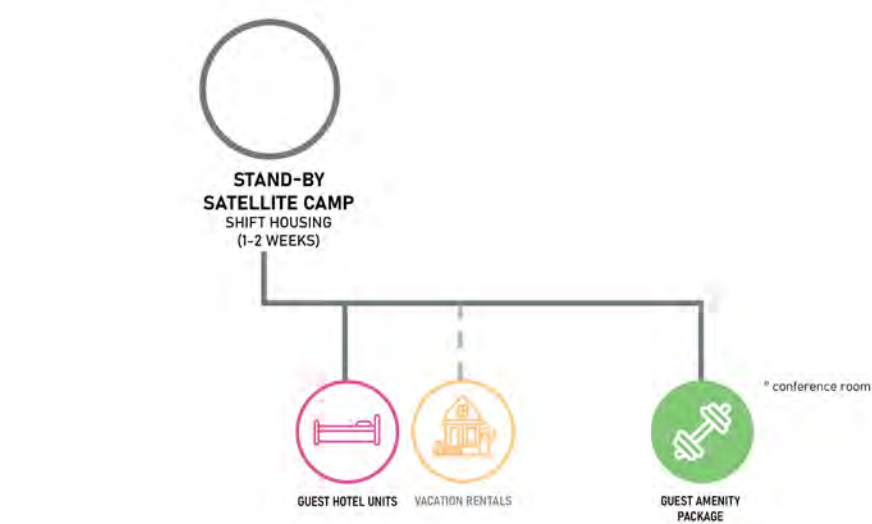 STAND-BY
SATELLITE CAMP
SHIFT HOUSING
(1-2 WEEKS)
° conference room
GUEST HOTEL UNITS
VACATION RENTALS
GUEST AMENITY
PACKAGE